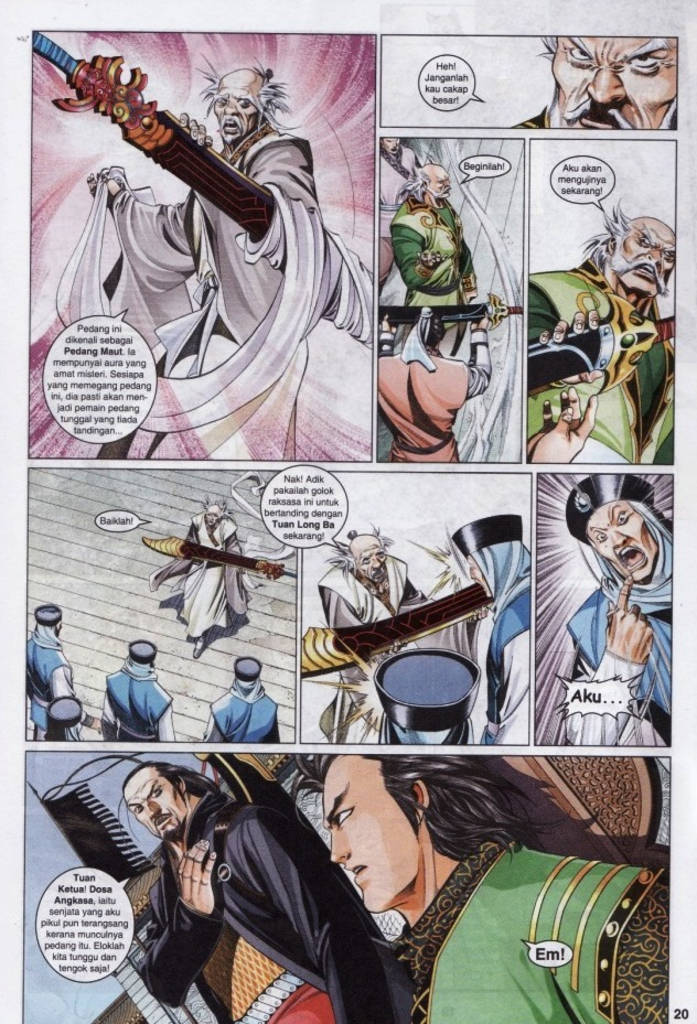 Pedang ini
dikenali sebagai
Pedang Maut. Ia
mempunyai aura yang
amat misteri. Sesiapa
yang memegang pedang
ini, dia pasti akan men-
jadi pemain pedang
tunggal yang tiada
tandingan...
Heh!
Janganlah
kau cakap
besar!
Beginilah!
Aku akan
mengujinya
sekarang!
Baiklah!
Nak! Adik
pakailah golok
raksasa ini untuk
bertanding dengan
Tuan Long Ba
sekarang!
Aku...
Tuan
Ketua! Dosa
Angkasa, iaitu
senjata yang aku
pikul pun terangsang
kerana munculnya
pedang itu. Eloklah
kita tunggu dan
tengok saja!
Em!
20